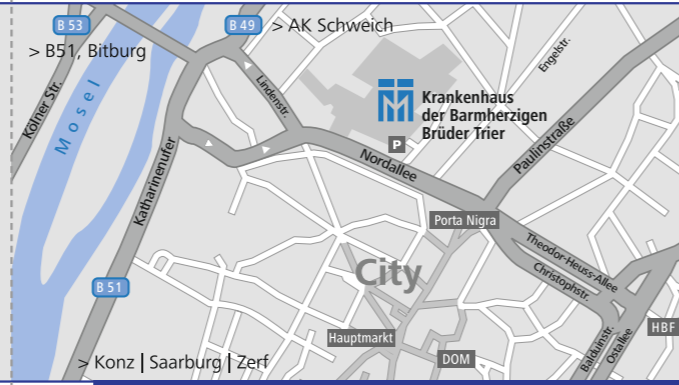 B 53
B 49
> AK Schweich
> B51, Bitburg
Kölner Str.
Mosel
Lindenstr.
Engelstr.
Krankenhaus
der Barmherzigen
Brüder Trier
P
Nordallee
Paulinstraße
Katharinenufer
Porta Nigra
Theodor-Heuss-Allee
Christophstr.
City
B 51
Hauptmarkt
DOM
Balduinstr.
Ostallee
HBF
> Konz | Saarburg | Zerf